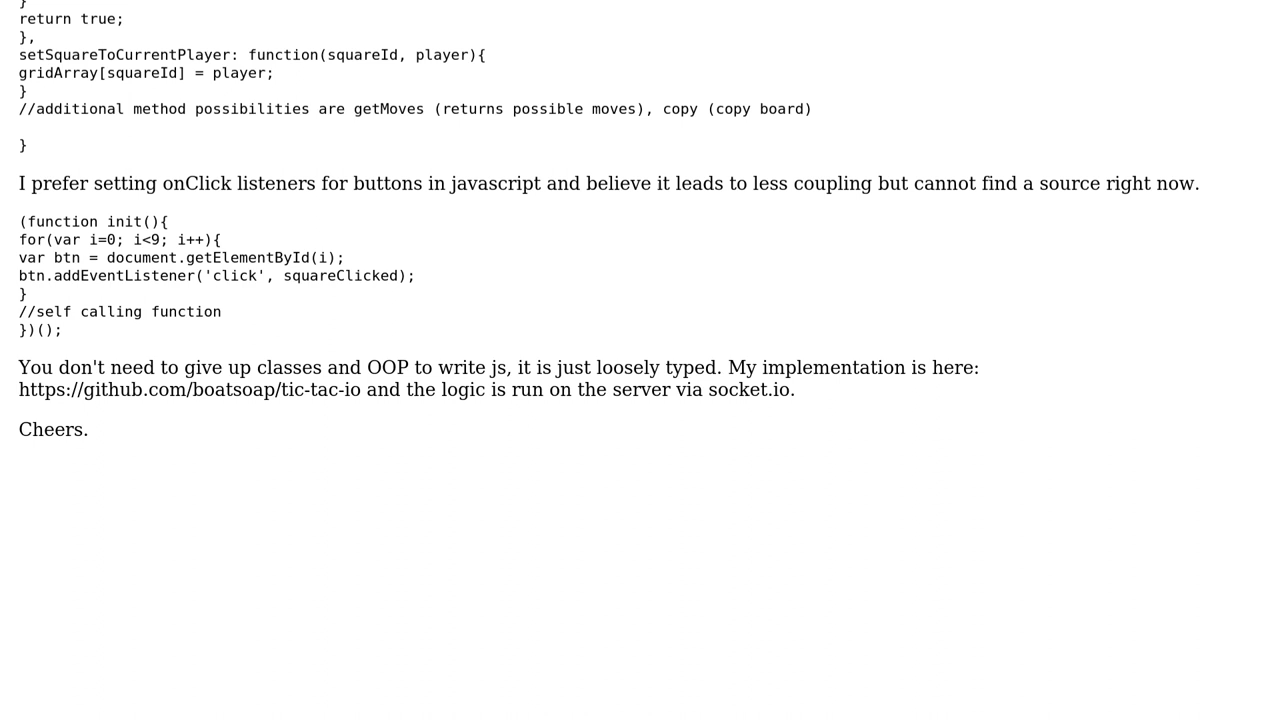 }
return true;
},
setSquareToCurrentPlayer: function(squareId, player){
gridArray[squareId] = player;
}
//additional method possibilities are getMoves (returns possible moves), copy (copy board)
}
I prefer setting onClick listeners for buttons in javascript and believe it leads to less coupling but cannot find a source right now.
(function init(){
for(var i=0; i<9; i++){
var btn = document.getElementById(i);
btn.addEventListener('click', squareClicked);
}
//self calling function
})();
You don't need to give up classes and OOP to write js, it is just loosely typed. My implementation is here:
https://github.com/boatsoap/tic-tac-io and the logic is run on the server via socket.io.
Cheers.